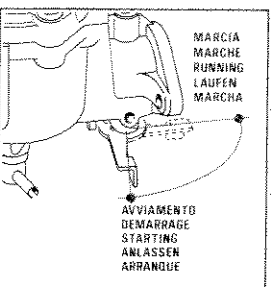 MARCIA
MARCHE
RUNNING
LAUFEN
MARCHA
AVVIAMENTO
DEMARRAGE
STARTING
ANLASSEN
ARRANQUE